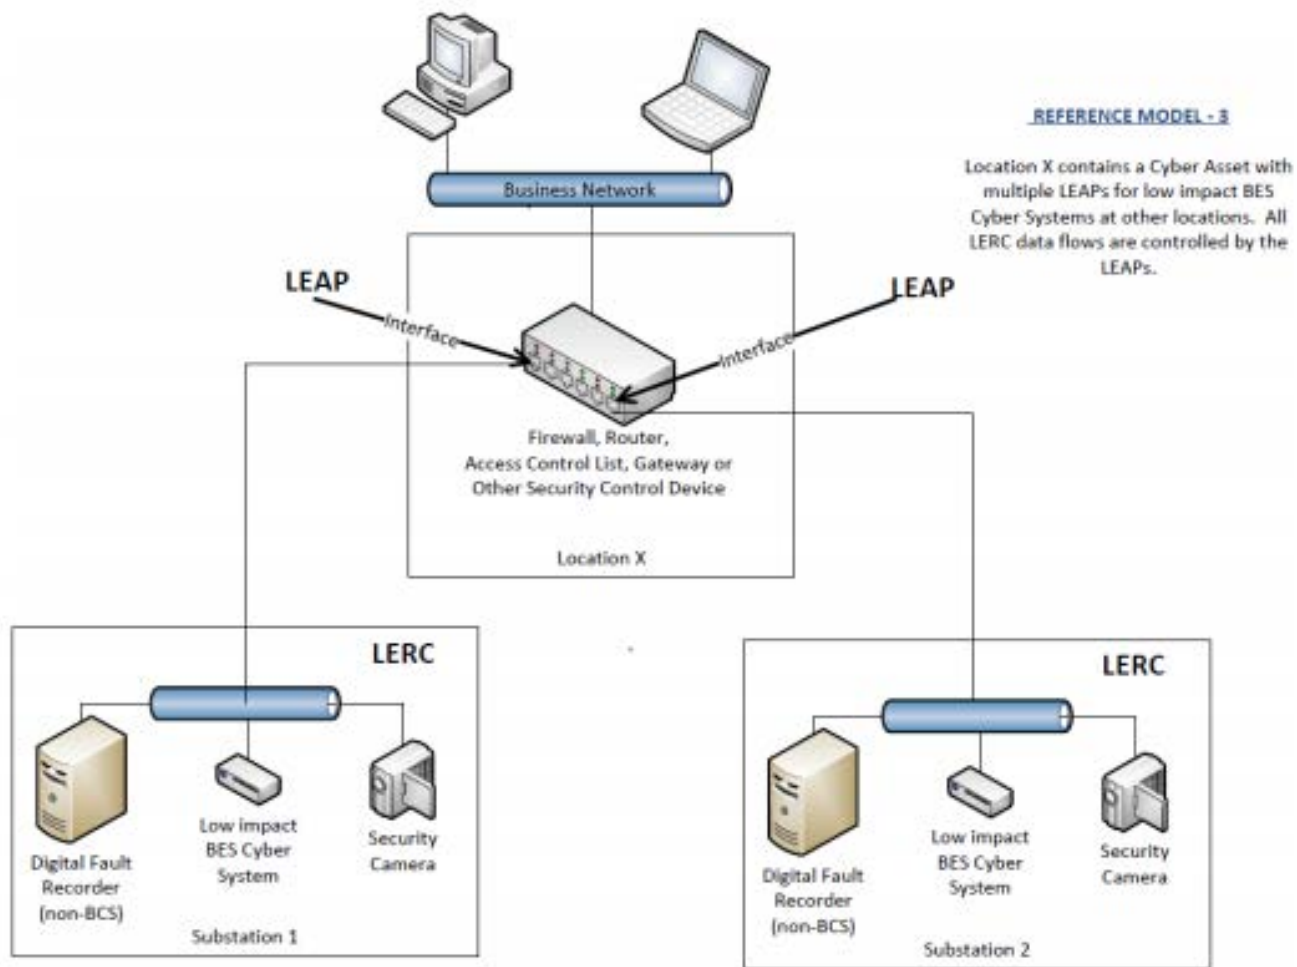 REFERENCE MODEL - 3
Location X contains a Cyber Asset with
multiple LEAPs for low impact BES
Cyber Systems at other locations. All
LERC data flows are controlled by the
LEAPs.
Business Network
LEAP
LEAP
Interface
Interface
Firewall, Router,
Access Control List, Gateway or
Other Security Control Device
Location X
LERC
Digital Fault
Recorder
(non-BCS)
Low impact
BES Cyber
System
Security
Camera
Substation 1
LERC
Digital Fault
Recorder
(non-BCS)
Low impact
BES Cyber
System
Security
Camera
Substation 2